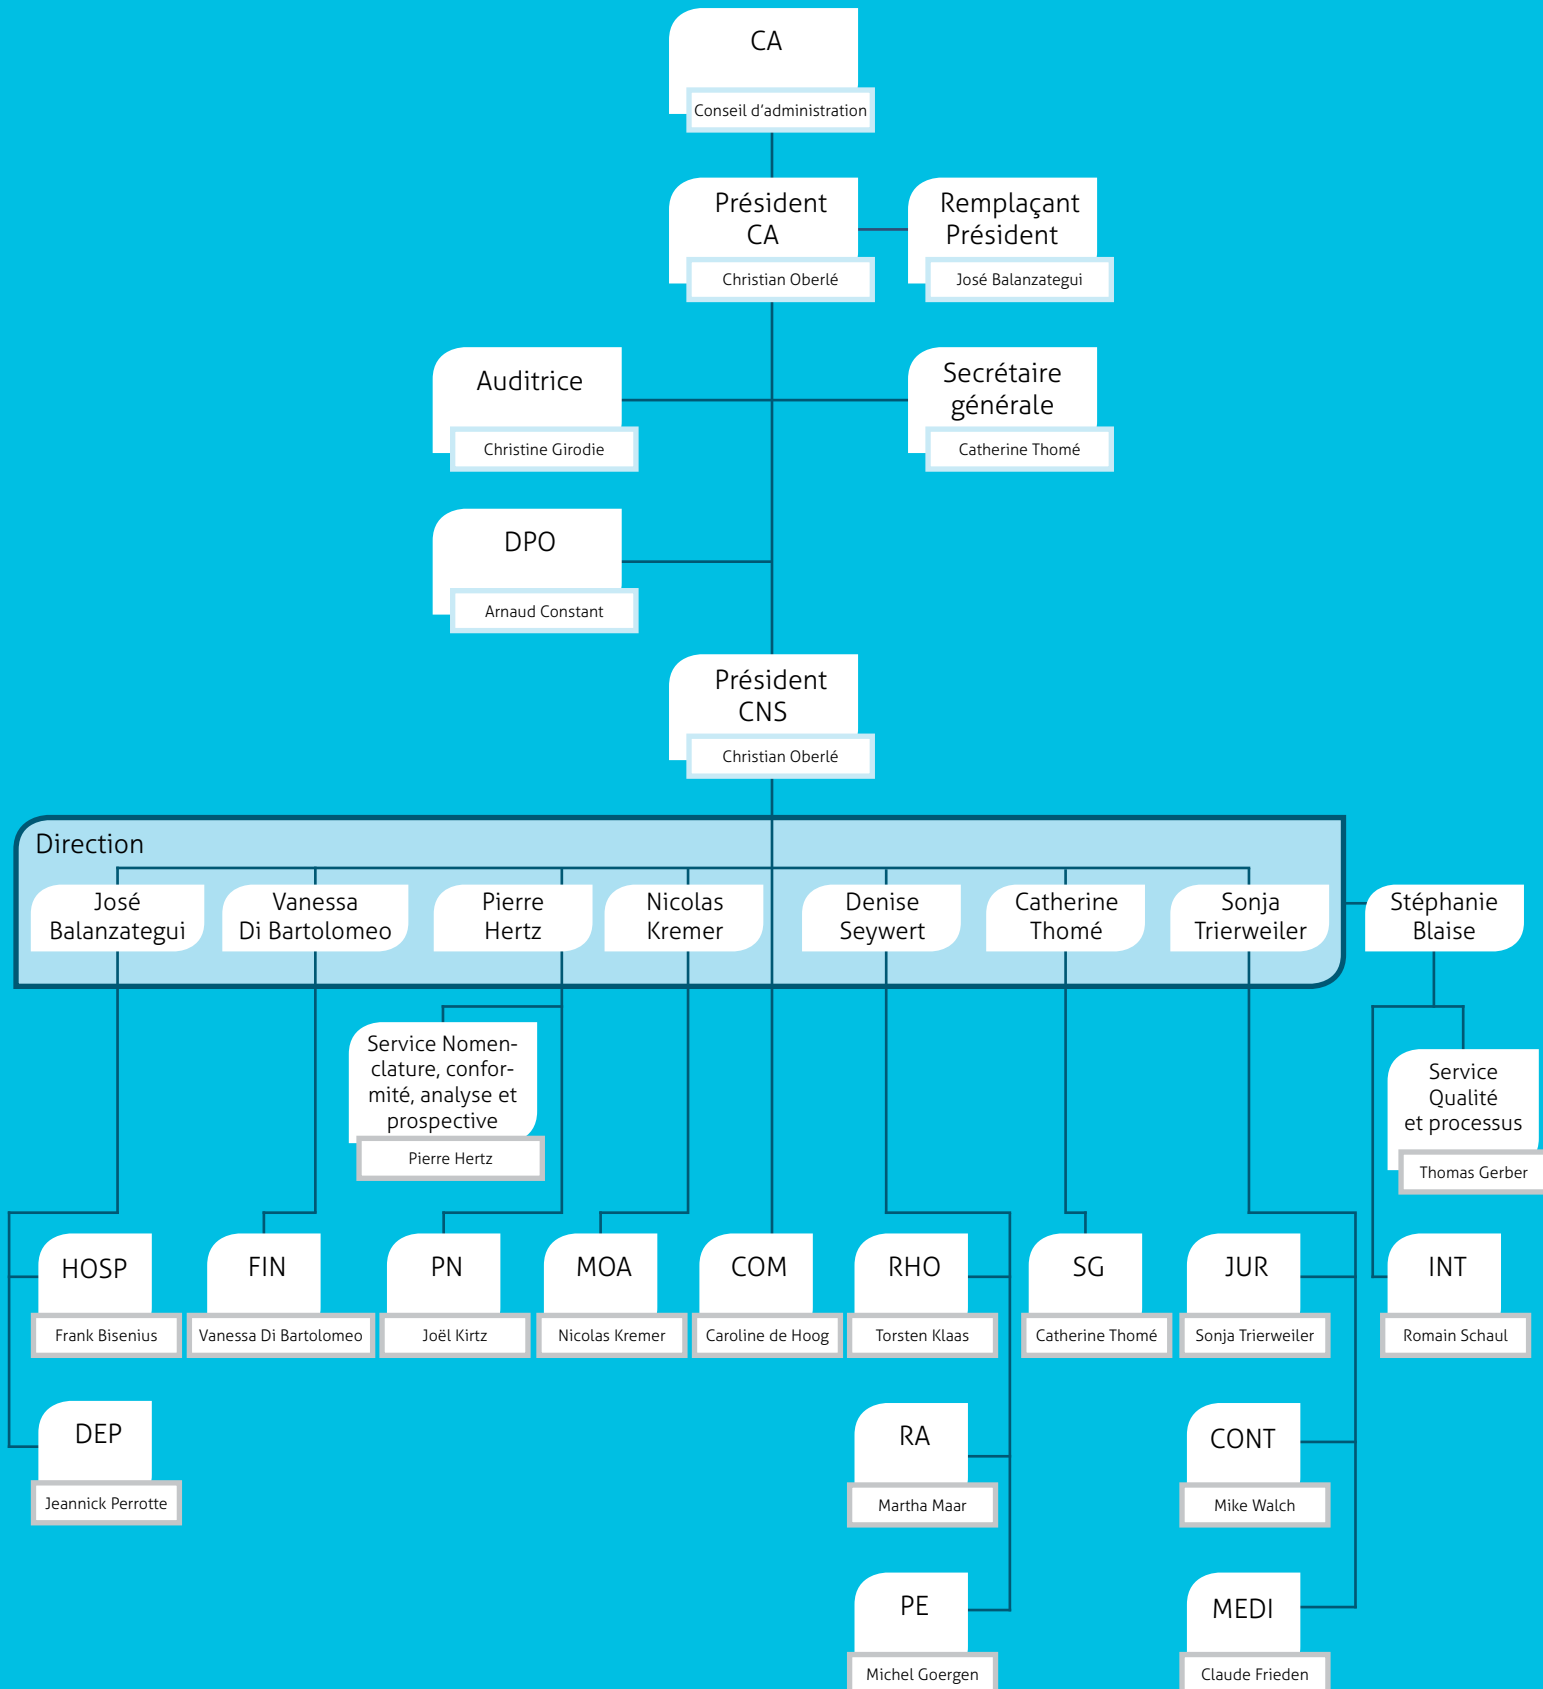 CA
Conseil d'administration
Président
CA
Christian Oberlé
Remplaçant
Président
José Balanzategui
Auditrice
Christine Girodie
Secrétaire
générale
Catherine Thomé
DPO
Arnaud Constant
Président
CNS
Christian Oberlé
Direction
José
Balanzategui
Vanessa
Di Bartolomeo
Pierre
Hertz
Nicolas
Kremer
Denise
Seywert
Catherine
Thomé
Sonja
Trierweiler
Stéphanie
Blaise
Service Nomen-
clature, confor-
mité, analyse et
prospective
Pierre Hertz
Service
Qualité
et processus
Thomas Gerber
HOSP
Frank Bisenius
FIN
Vanessa Di Bartolomeo
PN
Joël Kirtz
MOA
Nicolas Kremer
COM
Caroline de Hoog
RHO
Torsten Klaas
SG
Catherine Thomé
JUR
Sonja Trierweiler
INT
Romain Schaul
DEP
Jeannick Perrotte
RA
Martha Maar
CONT
Mike Walch
PE
Michel Goergen
MEDI
Claude Frieden